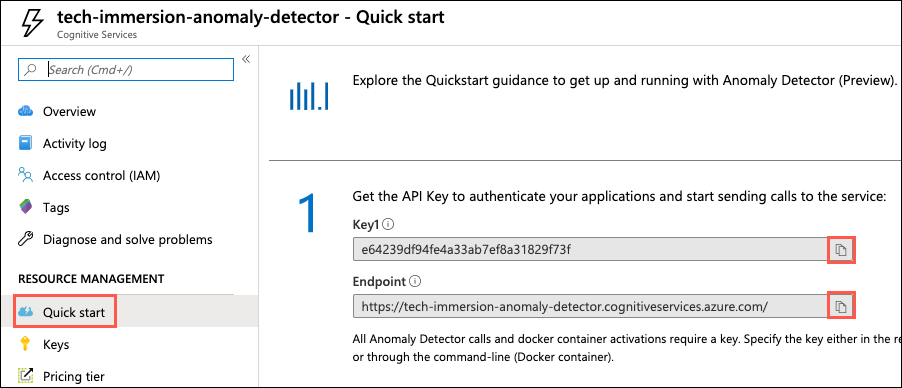 tech-immersion-anomaly-detector - Quick start
Cognitive Services
Search (Cmd+/)
«
Overview
Activity log
Access control (IAM)
Tags
Diagnose and solve problems
RESOURCE MANAGEMENT
Quick start
Keys
Pricing tier
Explore the Quickstart guidance to get up and running with Anomaly Detector (Preview).
1
Get the API Key to authenticate your applications and start sending calls to the service:
Key1
e64239df94fe4a33ab7ef8a31829f73f
Endpoint
https://tech-immersion-anomaly-detector.cognitiveservices.azure.com/
All Anomaly Detector calls and docker container activations require a key. Specify the key either in the re
or through the command-line (Docker container).